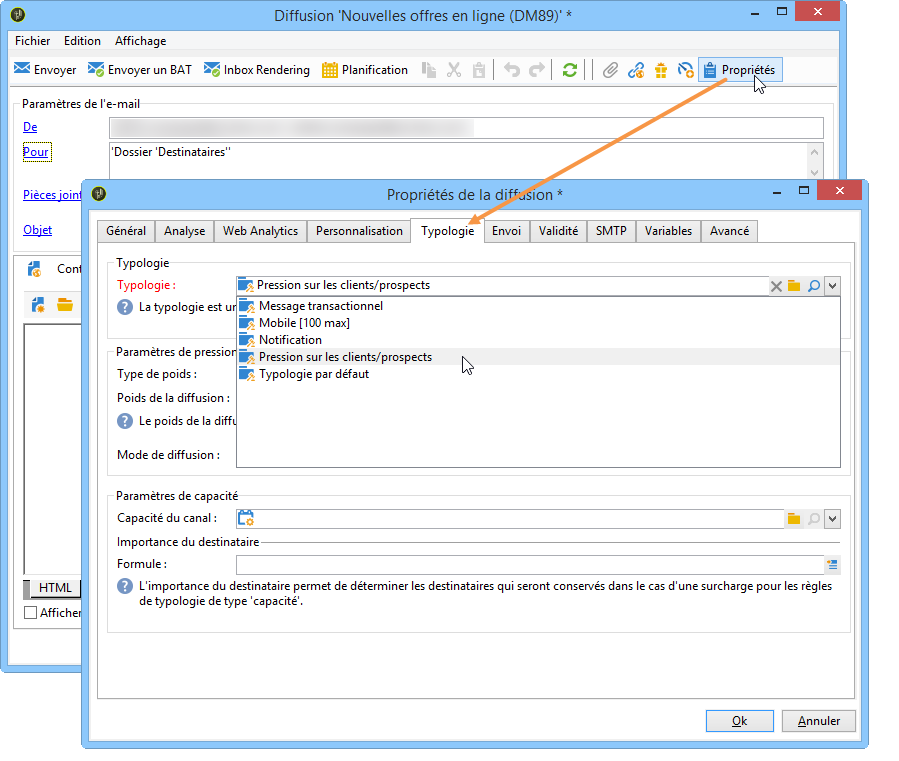 Diffusion 'Nouvelles offres en ligne (DM89)' *
Fichier Edition Affichage
Envoyer Envoyer un BAT Inbox Rendering Planification Propriétés
Paramètres de l'e-mail
De
Pour 'Dossier 'Destinataires''
Pièces joint
Objet
Cont
HTML
Afficher
Propriétés de la diffusion *
Général Analyse Web Analytics Personnalisation Typologie Envoi Validité SMTP Variables Avancé
Typologie
Typologie : Pression sur les clients/prospects
La typologie est un
Message transactionnel
Mobile [100 max]
Notification
Pression sur les clients/prospects
Typologie par défaut
Paramètres de pression
Type de poids :
Poids de la diffusion :
Le poids de la diffu
Mode de diffusion :
Paramètres de capacité
Capacité du canal :
Importance du destinataire
Formule :
L'importance du destinataire permet de déterminer les destinataires qui seront conservés dans le cas d'une surcharge pour les règles
de typologie de type 'capacité'.
Ok Annuler